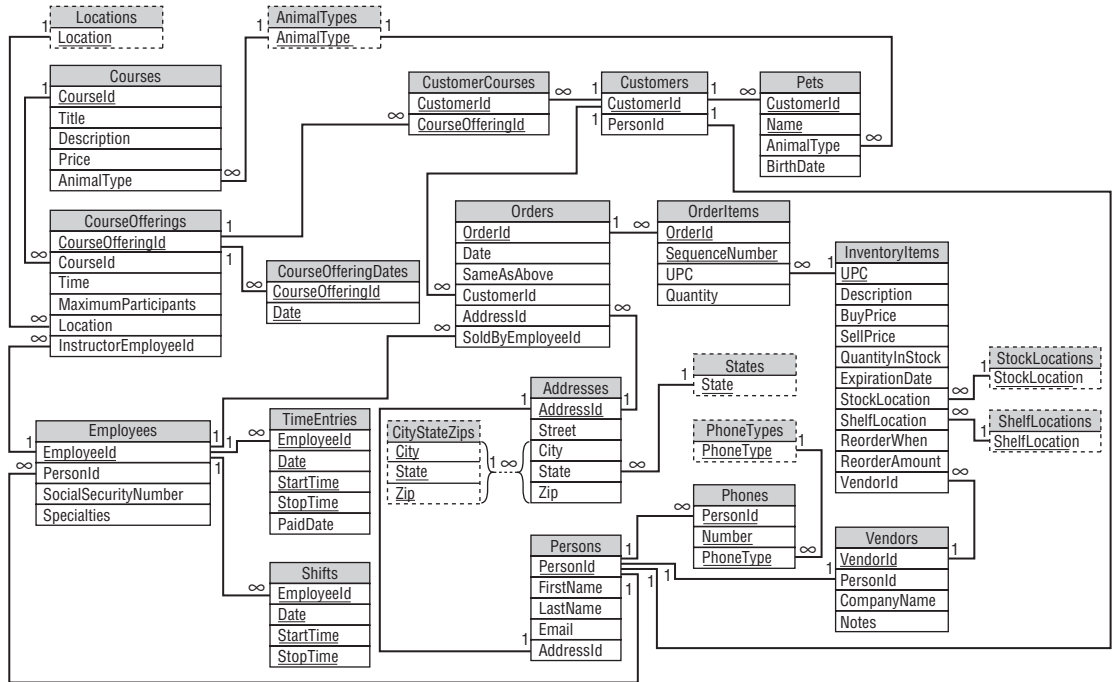 Locations
Location
AnimalTypes
AnimalType
Courses
CourseId
Title
Description
Price
AnimalType
CustomerCourses
CustomerId
CourseOfferingId
Customers
CustomerId
PersonId
Pets
CustomerId
Name
AnimalType
BirthDate
CourseOfferings
CourseOfferingId
CourseId
Time
MaximumParticipants
Location
InstructorEmployeeId
CourseOfferingDates
CourseOfferingId
Date
Orders
OrderId
Date
SameAsAbove
CustomerId
AddressId
SoldByEmployeeId
OrderItems
OrderId
SequenceNumber
UPC
Quantity
InventoryItems
UPC
Description
BuyPrice
SellPrice
QuantityInStock
ExpirationDate
StockLocation
ShelfLocation
ReorderWhen
ReorderAmount
VendorId
StockLocations
StockLocation
ShelfLocations
ShelfLocation
Employees
EmployeeId
PersonId
SocialSecurityNumber
Specialties
TimeEntries
EmployeeId
Date
StartTime
StopTime
PaidDate
CityStateZips
City
State
Zip
Addresses
AddressId
Street
City
State
Zip
States
State
PhoneTypes
PhoneType
Phones
PersonId
Number
PhoneType
Shifts
EmployeeId
Date
StartTime
StopTime
Persons
PersonId
FirstName
LastName
Email
AddressId
Vendors
VendorId
PersonId
CompanyName
Notes